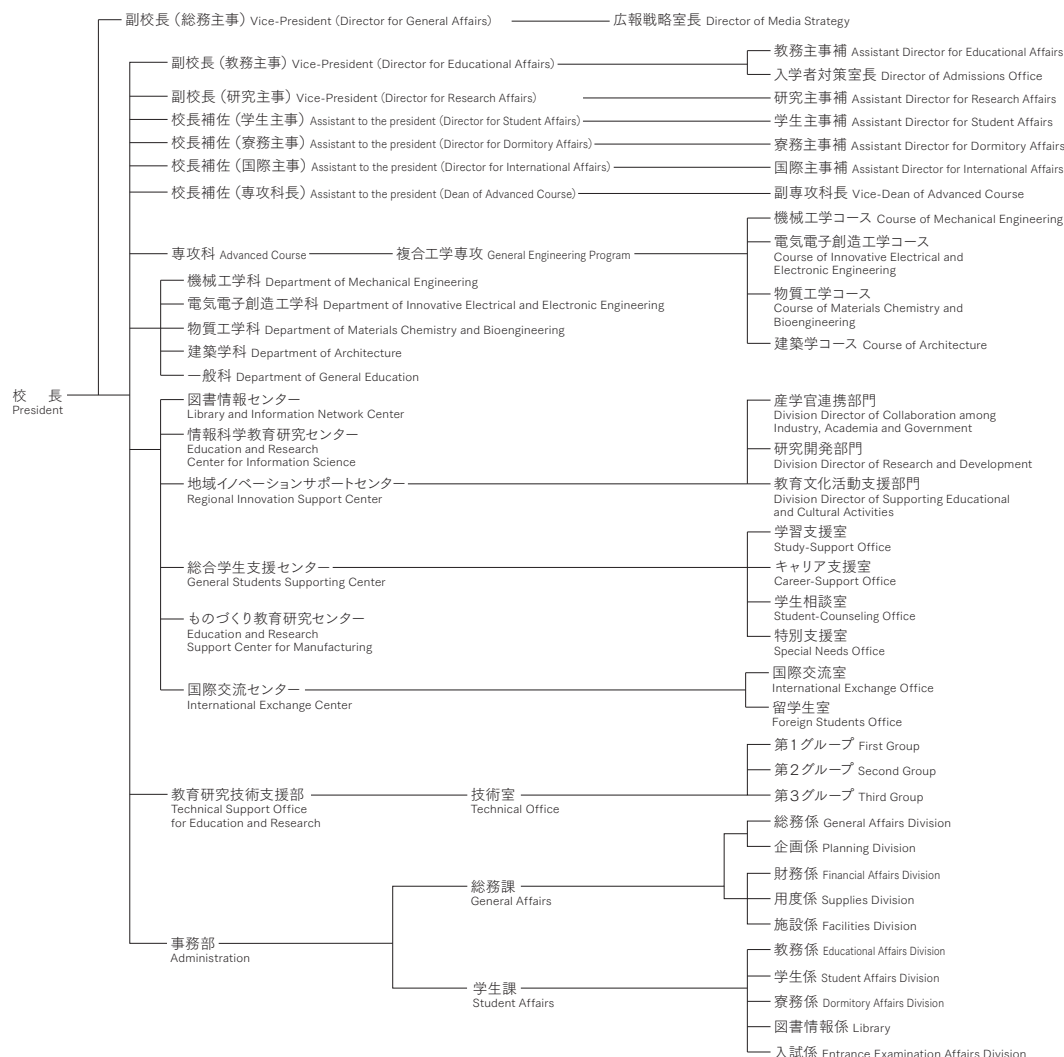 副校長（総務主事）Vice-President (Director for General Affairs)
広報戦略室長 Director of Media Strategy
副校長（教務主事）Vice-President (Director for Educational Affairs)
教務主事補 Assistant Director for Educational Affairs
入学者対策室長 Director of Admissions Office
副校長（研究主事）Vice-President (Director for Research Affairs)
研究主事補 Assistant Director for Research Affairs
校長補佐（学生主事）Assistant to the president (Director for Student Affairs)
学生主事補 Assistant Director for Student Affairs
校長補佐（寮務主事）Assistant to the president (Director for Dormitory Affairs)
寮務主事補 Assistant Director for Dormitory Affairs
校長補佐（国際主事）Assistant to the president (Director for International Affairs)
国際主事補 Assistant Director for International Affairs
校長補佐（専攻科長）Assistant to the president (Dean of Advanced Course)
副専攻科長 Vice-Dean of Advanced Course
専攻科 Advanced Course
複合工学専攻 General Engineering Program
機械工学コース Course of Mechanical Engineering
電気電子創造工学コース
Course of Innovative Electrical and
Electronic Engineering
物質工学コース
Course of Materials Chemistry and
Bioengineering
建築学コース Course of Architecture
機械工学科 Department of Mechanical Engineering
電気電子創造工学科 Department of Innovative Electrical and Electronic Engineering
物質工学科 Department of Materials Chemistry and Bioengineering
建築学科 Department of Architecture
一般科 Department of General Education
校　長
President
図書情報センター
Library and Information Network Center
情報科学教育研究センター
Education and Research
Center for Information Science
地域イノベーションサポートセンター
Regional Innovation Support Center
産学官連携部門
Division Director of Collaboration among
Industry, Academia and Government
研究開発部門
Division Director of Research and Development
教育文化活動支援部門
Division Director of Supporting Educational
and Cultural Activities
総合学生支援センター
General Students Supporting Center
学習支援室
Study-Support Office
キャリア支援室
Career-Support Office
学生相談室
Student-Counseling Office
特別支援室
Special Needs Office
ものづくり教育研究センター
Education and Research
Support Center for Manufacturing
国際交流センター
International Exchange Center
国際交流室
International Exchange Office
留学生室
Foreign Students Office
教育研究技術支援部
Technical Support Office
for Education and Research
技術室
Technical Office
第1グループ First Group
第2グループ Second Group
第3グループ Third Group
事務部
Administration
総務課
General Affairs
総務係 General Affairs Division
企画係 Planning Division
財務係 Financial Affairs Division
用度係 Supplies Division
施設係 Facilities Division
学生課
Student Affairs
教務係 Educational Affairs Division
学生係 Student Affairs Division
寮務係 Dormitory Affairs Division
図書情報係 Library
入試係 Entrance Examination Affairs Division